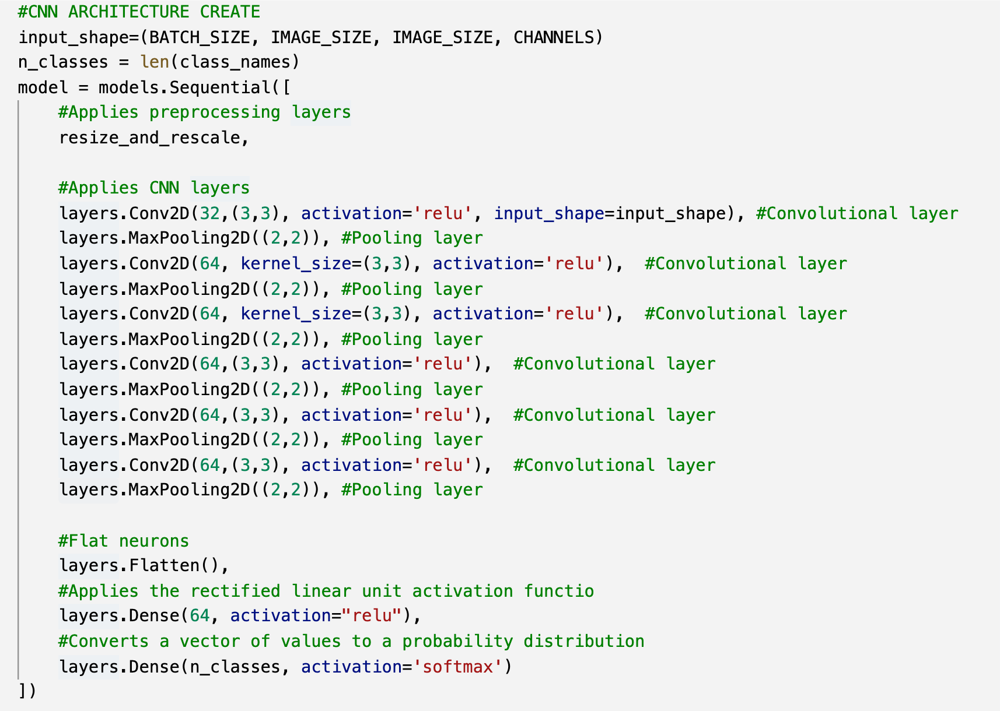 #CNN ARCHITECTURE CREATE
input_shape=(BATCH_SIZE, IMAGE_SIZE, IMAGE_SIZE, CHANNELS)
n_classes = len(class_names)
model = models.Sequential([
    #Applies preprocessing layers
    resize_and_rescale,

    #Applies CNN layers
    layers.Conv2D(32,(3,3), activation='relu', input_shape=input_shape), #Convolutional layer
    layers.MaxPooling2D((2,2)), #Pooling layer
    layers.Conv2D(64, kernel_size=(3,3), activation='relu'),  #Convolutional layer
    layers.MaxPooling2D((2,2)), #Pooling layer
    layers.Conv2D(64, kernel_size=(3,3), activation='relu'),  #Convolutional layer
    layers.MaxPooling2D((2,2)), #Pooling layer
    layers.Conv2D(64,(3,3), activation='relu'),  #Convolutional layer
    layers.MaxPooling2D((2,2)), #Pooling layer
    layers.Conv2D(64,(3,3), activation='relu'),  #Convolutional layer
    layers.MaxPooling2D((2,2)), #Pooling layer
    layers.Conv2D(64,(3,3), activation='relu'),  #Convolutional layer
    layers.MaxPooling2D((2,2)), #Pooling layer

    #Flat neurons
    layers.Flatten(),
    #Applies the rectified linear unit activation functio
    layers.Dense(64, activation="relu"),
    #Converts a vector of values to a probability distribution
    layers.Dense(n_classes, activation='softmax')
])